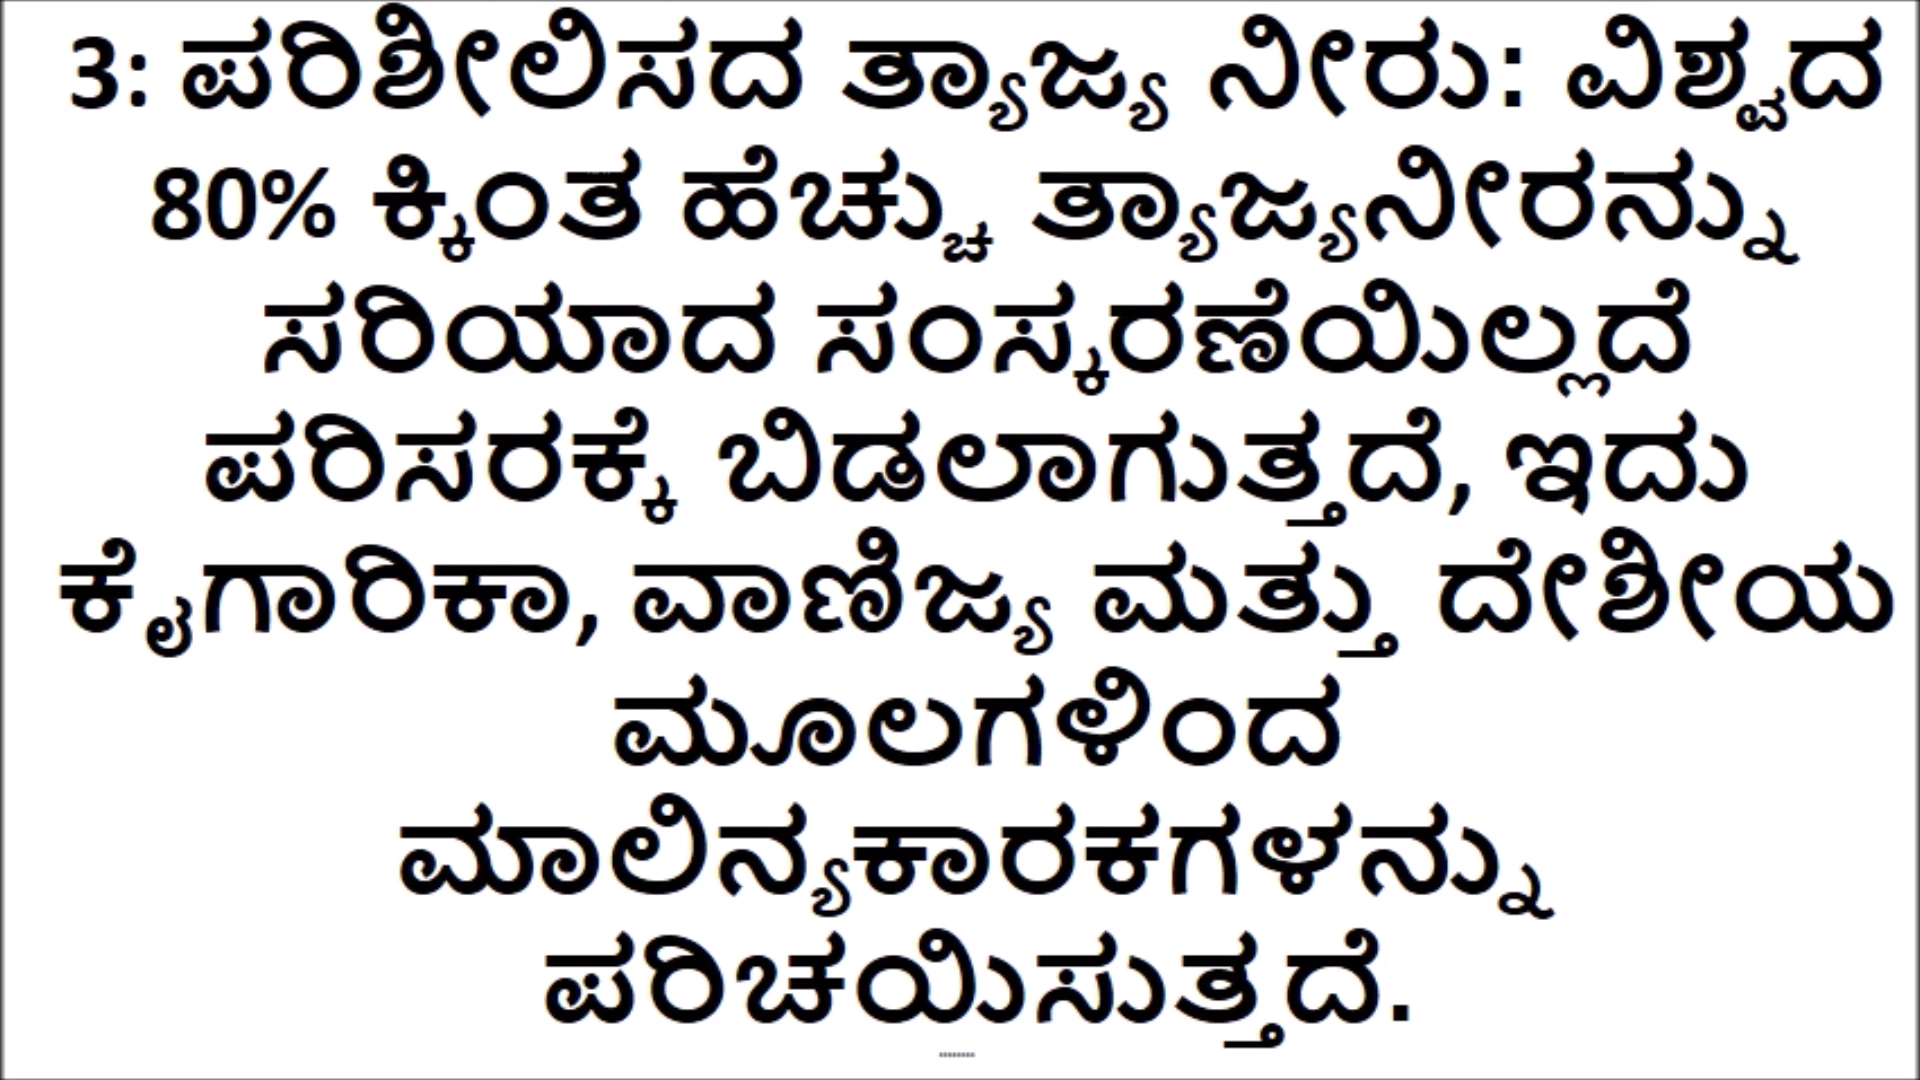 3: ಪರಿಶೀಲಿಸದ ತ್ಯಾಜ್ಯ ನೀರು: ವಿಶ್ವದ
80% ಕ್ಕಿಂತ ಹೆಚ್ಚು ತ್ಯಾಜ್ಯನೀರನ್ನು
ಸರಿಯಾದ ಸಂಸ್ಕರಣೆಯಿಲ್ಲದೆ
ಪರಿಸರಕ್ಕೆ ಬಿಡಲಾಗುತ್ತದೆ, ಇದು
ಕೈಗಾರಿಕಾ, ವಾಣಿಜ್ಯ ಮತ್ತು ದೇಶೀಯ
ಮೂಲಗಳಿಂದ
ಮಾಲಿನ್ಯಕಾರಕಗಳನ್ನು
ಪರಿಚಯಿಸುತ್ತದೆ.